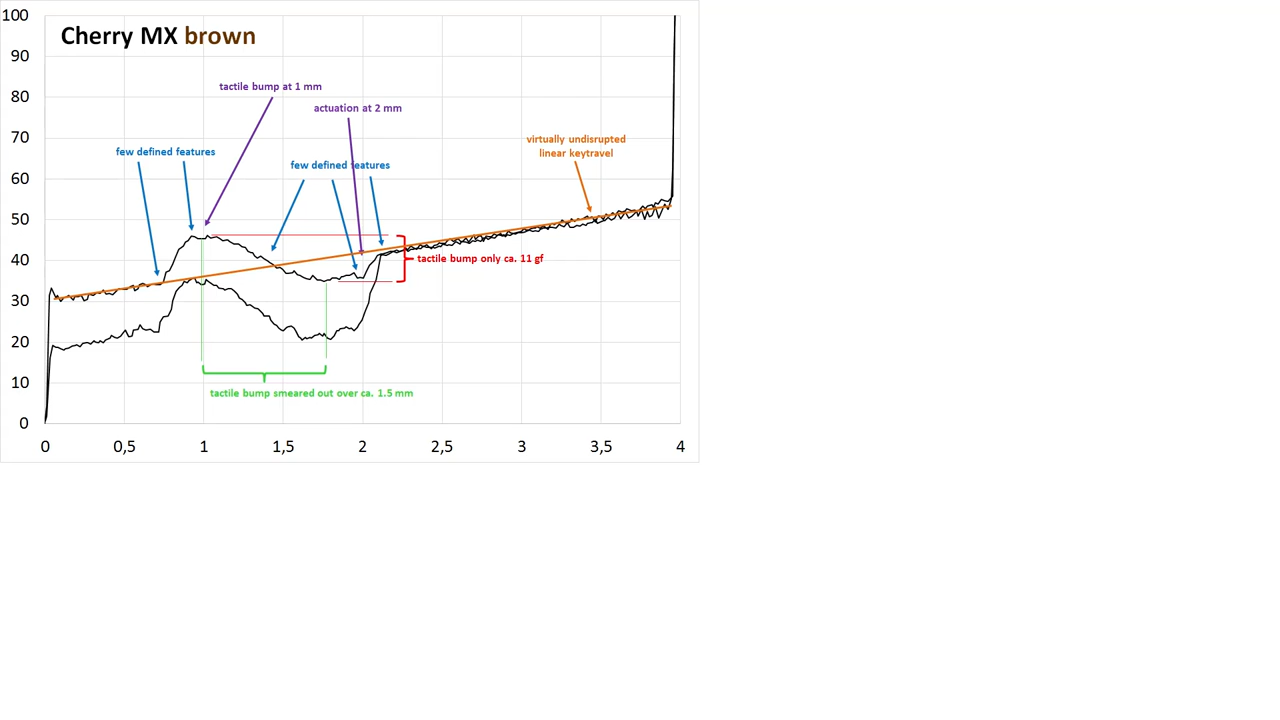 Cherry MX brown
100
90
80
70
60
50
40
30
20
10
0
tactile bump at 1 mm
actuation at 2 mm
few defined features
few defined features
virtually undisrupted
linear keytravel
tactile bump only ca. 11 gf
tactile bump smeared out over ca. 1.5 mm
0 0,5 1 1,5 2 2,5 3 3,5 4